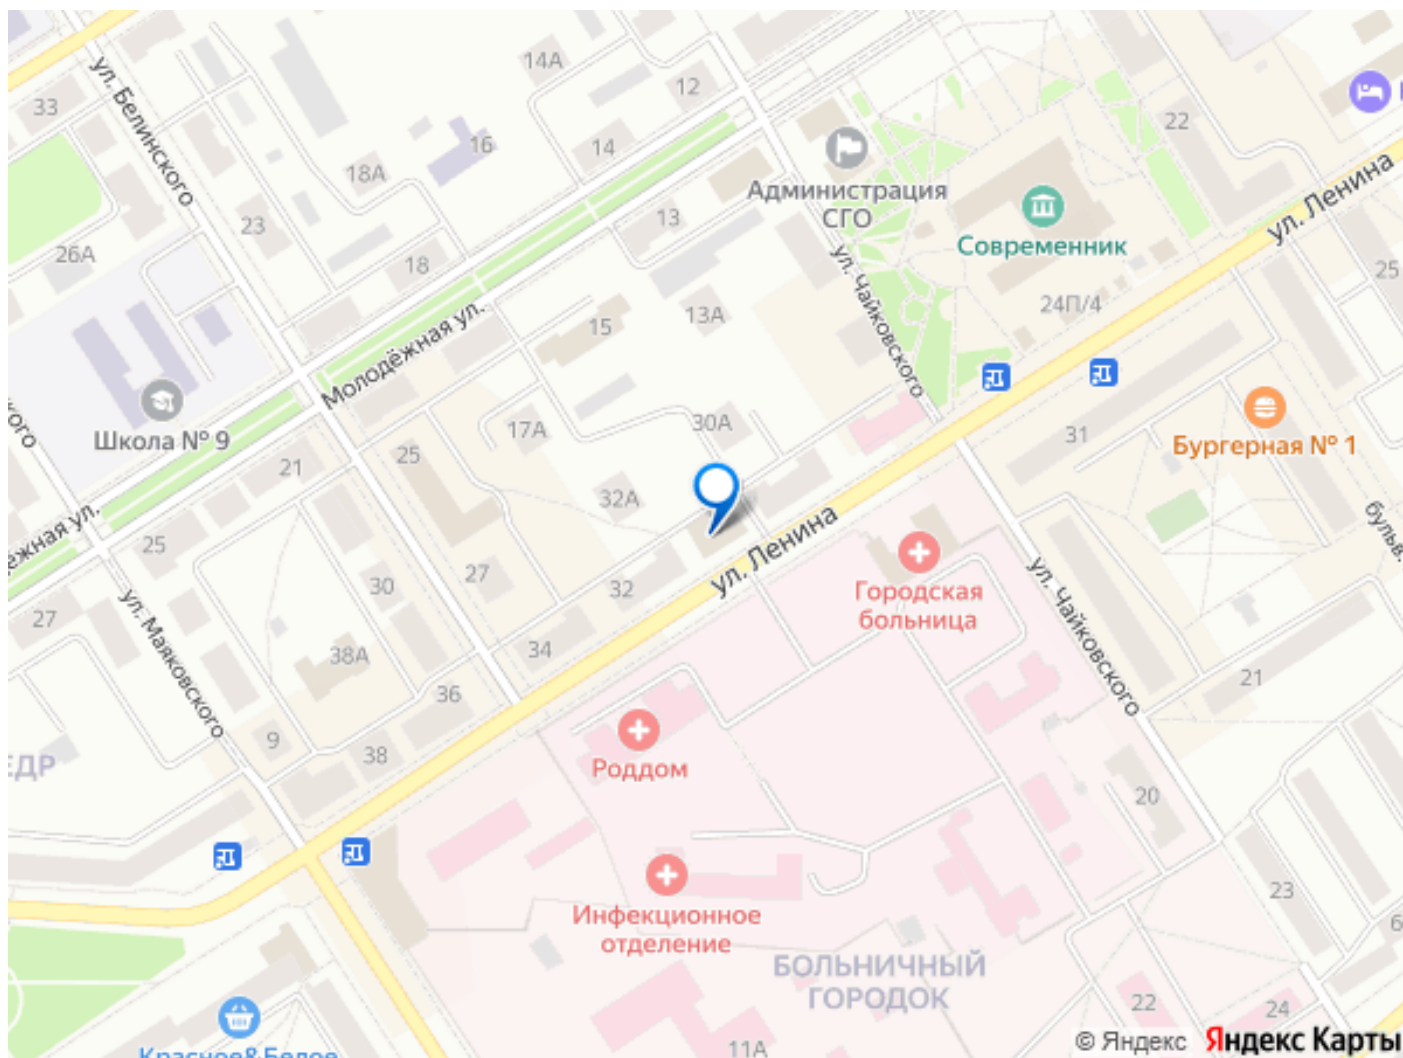 ул. Белинского
14А
12
33
16
14
22
18А
Администрация
СГО
23
13
Современник
ул. Ленина
26А
18
ул. Чайковского
25
13А
24П/4
15
Молодёжная ул.
Школа № 9
17А
30А
31
Бургерная № 1
25
21
32А
ул. Ленина
бульв.
25
Городская
больница
27
30
32
ул. Чайковского
27
ул. Маяковского
38А
34
21
36
9
38
Роддом
20
23
Инфекционное
отделение
БОЛЬНИЧНЫЙ
ГОРОДОК
22
24
11А
Красное&Белое
© Яндекс Яндекс Карты